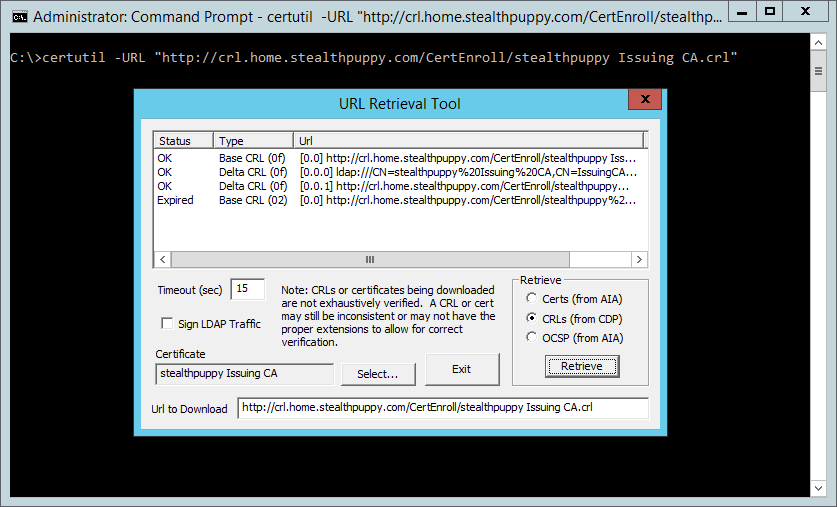 Administrator: Command Prompt - certutil -URL "http://crl.home.stealthpuppy.com/CertEnroll/stealthp...
C:\>certutil -URL "http://crl.home.stealthpuppy.com/CertEnroll/stealthpuppy Issuing CA.crl"
URL Retrieval Tool
Status Type Url
OK Base CRL (0f) [0.0] http://crl.home.stealthpuppy.com/CertEnroll/stealthpuppy Iss...
OK Delta CRL (0f) [0.0.0] ldap:///CN=stealthpuppy%20Issuing%20CA,CN=IssuingCA...
OK Delta CRL (0f) [0.0.1] http://crl.home.stealthpuppy.com/CertEnroll/stealthpuppy...
Expired Base CRL (02) [0.0] http://crl.home.stealthpuppy.com/CertEnroll/stealthpuppy%2...
Timeout (sec) 15
Sign LDAP Traffic
Note: CRLs or certificates being downloaded
are not exhaustively verified. A CRL or cert
may still be inconsistent or may not have the
proper extensions to allow for correct
verification.
Retrieve
Certs (from AIA)
CRLs (from CDP)
OCSP (from AIA)
Retrieve
Certificate
stealthpuppy Issuing CA
Select...
Exit
Url to Download http://crl.home.stealthpuppy.com/CertEnroll/stealthpuppy Issuing CA.crl